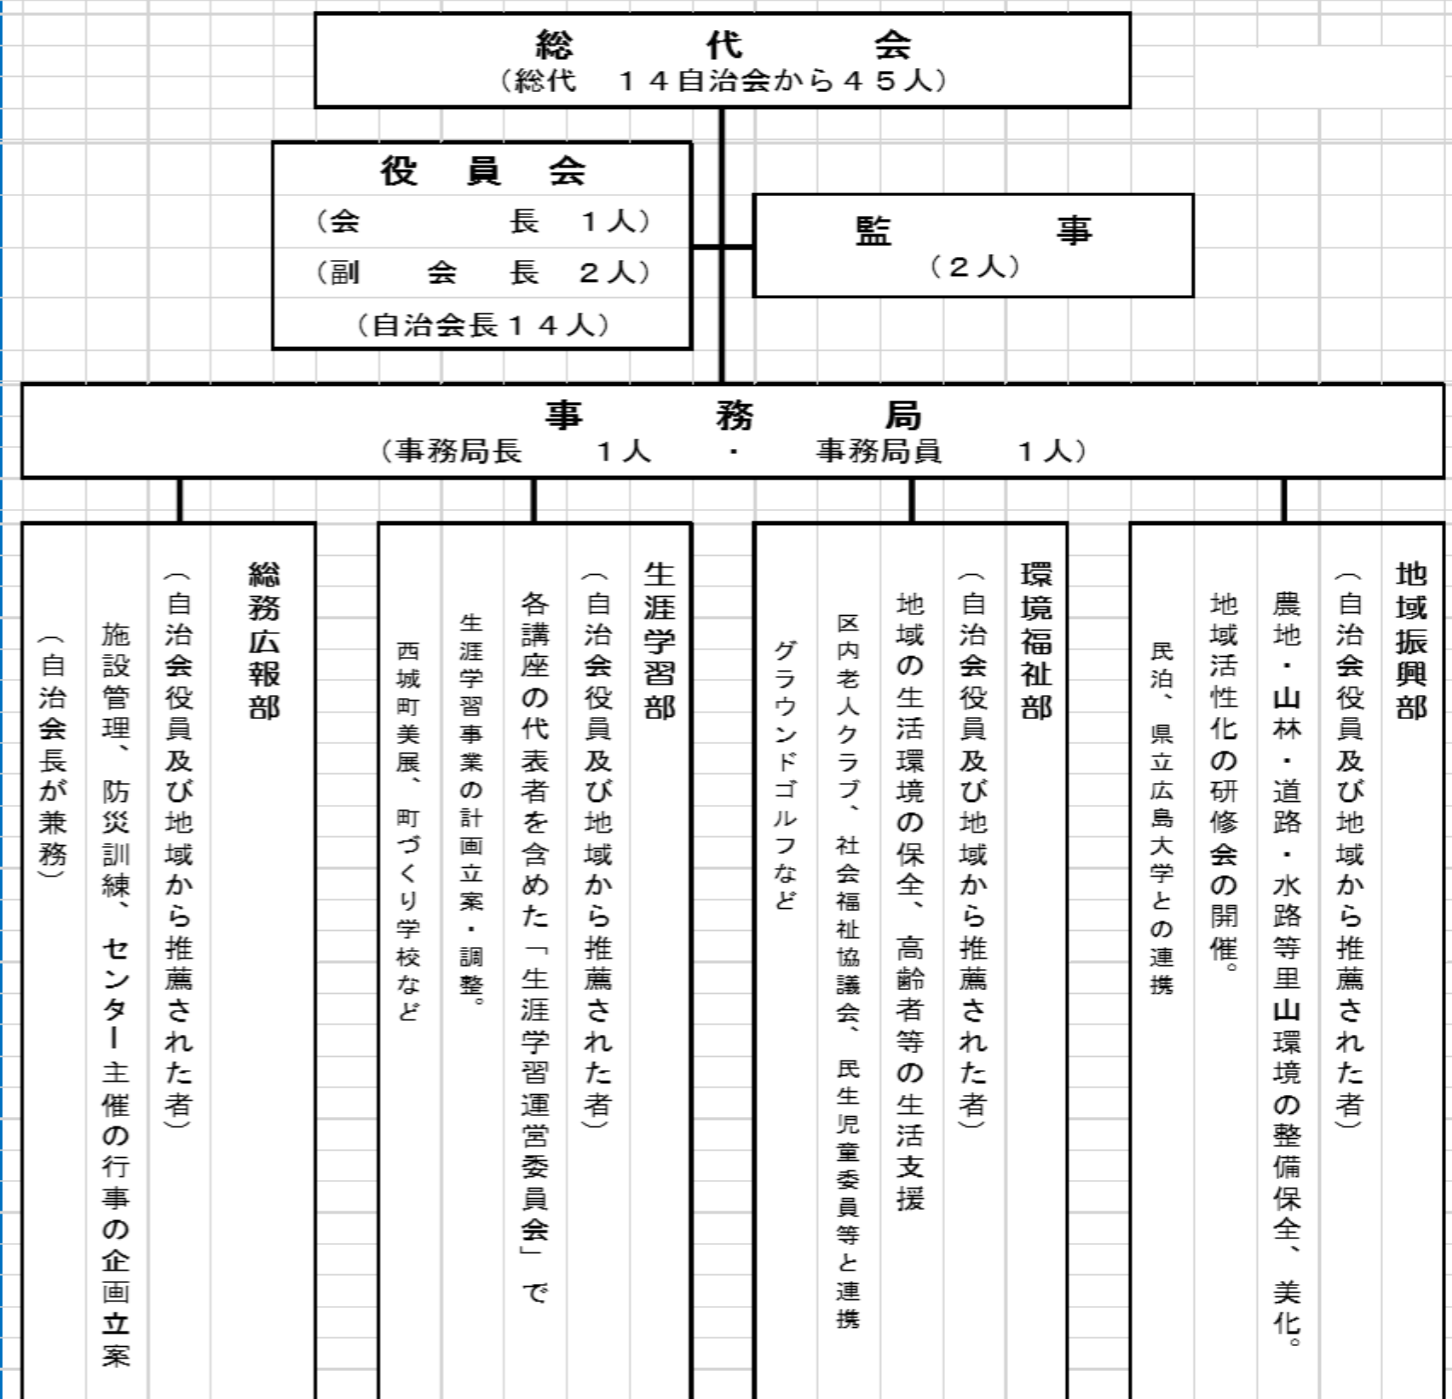 総代会
（総代　１４自治会から４５人）
役員会
（会長　１人）
（副会長　２人）
（自治会長１４人）
監事
（２人）
事務局
（事務局長　１人　・　事務局員　１人）
地域振興部
（自治会役員及び地域から推薦された者）
農地・山林・道路・水路等里山環境の整備保全、美化。
地域活性化の研修会の開催。
民泊、県立広島大学との連携
環境福祉部
（自治会役員及び地域から推薦された者）
地域の生活環境の保全、高齢者等の生活支援
区内老人クラブ、社会福祉協議会、民生児童委員等と連携
グラウンドゴルフなど
生涯学習部
（自治会役員及び地域から推薦された者）
各講座の代表者を含めた「生涯学習運営委員会」で
生涯学習事業の計画立案・調整。
西城町美展、町づくり学校など
総務広報部
（自治会役員及び地域から推薦された者）
施設管理、防災訓練、センター主催の行事の企画立案
（自治会長が兼務）